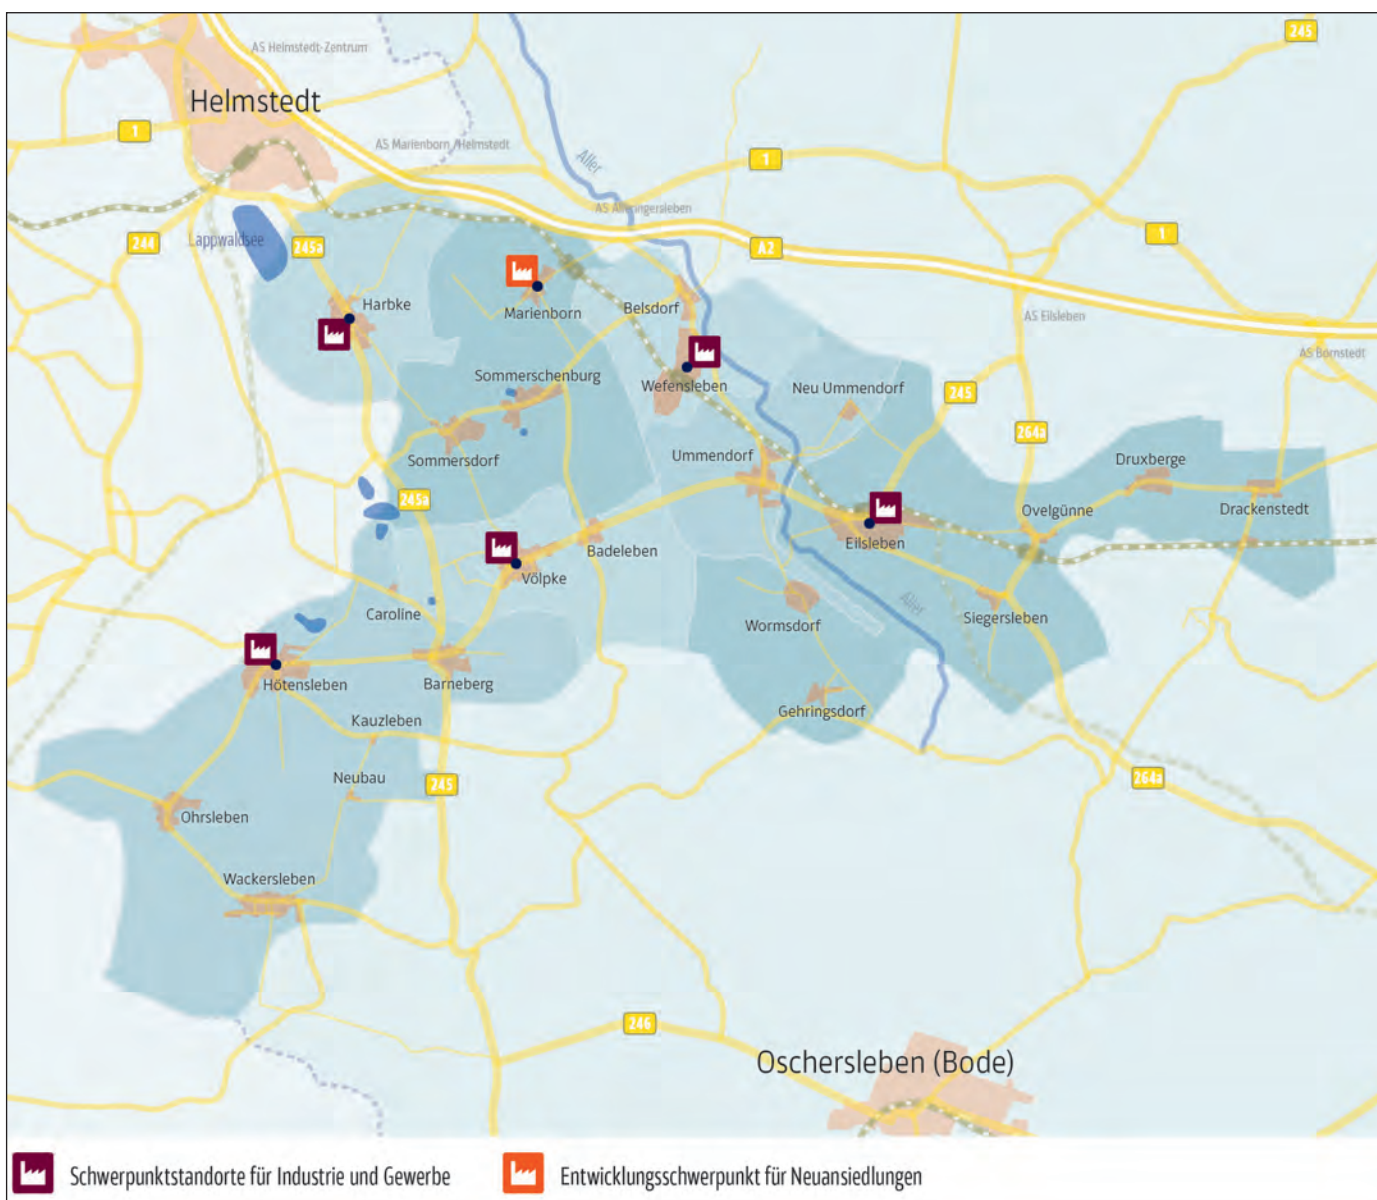 245
AS Helmstedt-Zentrum
Helmstedt
1
AS Marienborn /Helmstedt
Aller
1
AS Alleringersleben
Lappwaldsee
244
245a
A2
1
Harbke
Marienborn
Belsdorf
AS Eilsleben
AS Bornstedt
Sommerschenburg
Wefensleben
Neu Ummendorf
245
264a
Sommersdorf
Ummendorf
Druxberge
245a
Ovelgünne
Drackenstedt
Badeleben
Eilsleben
Völpke
Caroline
Aller
Wormsdorf
Siegersleben
Hötensleben
Barneberg
Kauzleben
Gehringsdorf
Neubau
245
264a
Ohrsleben
Wackersleben
246
Oschersleben (Bode)
Schwerpunktstandorte für Industrie und Gewerbe
Entwicklungsschwerpunkt für Neuansiedlungen